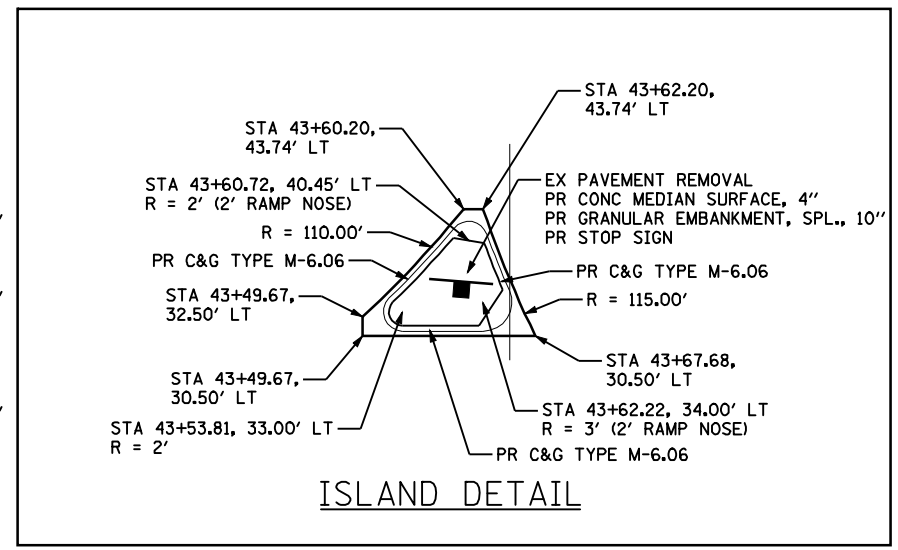 STA 43+62.20,
43.74' LT
STA 43+60.20,
43.74' LT
STA 43+60.72, 40.45' LT
R = 2' (2' RAMP NOSE)
EX PAVEMENT REMOVAL
PR CONC MEDIAN SURFACE, 4''
PR GRANULAR EMBANKMENT, SPL., 10''
PR STOP SIGN
R = 110.00'
PR C&G TYPE M-6.06
PR C&G TYPE M-6.06
STA 43+49.67,
32.50' LT
R = 115.00'
STA 43+49.67,
30.50' LT
STA 43+67.68,
30.50' LT
STA 43+53.81, 33.00' LT
R = 2'
STA 43+62.22, 34.00' LT
R = 3' (2' RAMP NOSE)
PR C&G TYPE M-6.06
ISLAND DETAIL